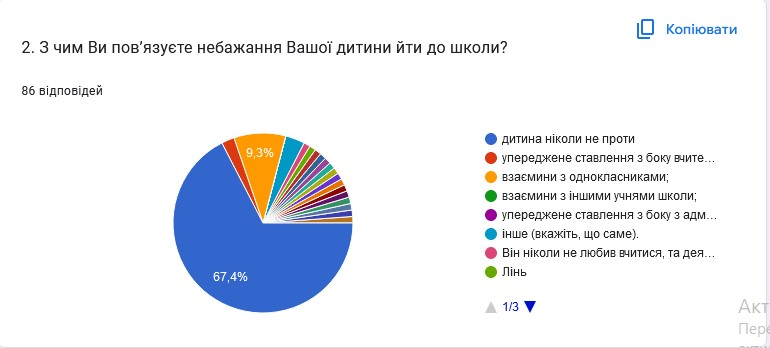 Копіювати
2. З чим Ви пов’язуєте небажання Вашої дитини йти до школи?
86 відповідей
9,3%
67,4%
дитина ніколи не проти
упереджене ставлення з боку вчите…
взаємини з однокласниками;
взаємини з іншими учнями школи;
упереджене ставлення з боку з адм…
інше (вкажіть, що саме).
Він ніколи не любив вчитися, та дея…
Лінь
1/3
Акт
Пере